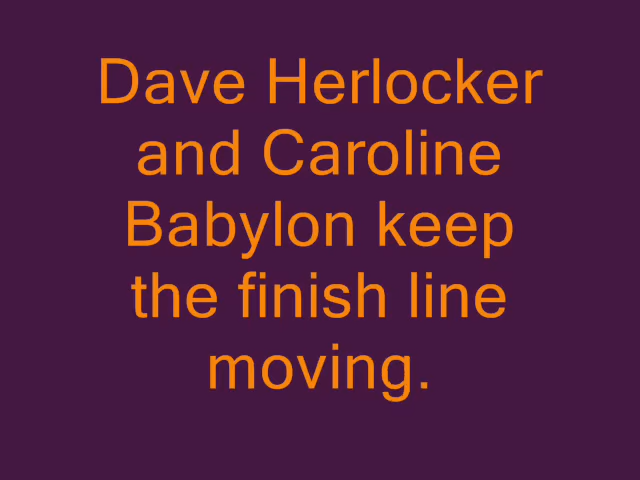 Dave Herlocker
and Caroline
Babylon keep
the finish line
moving.